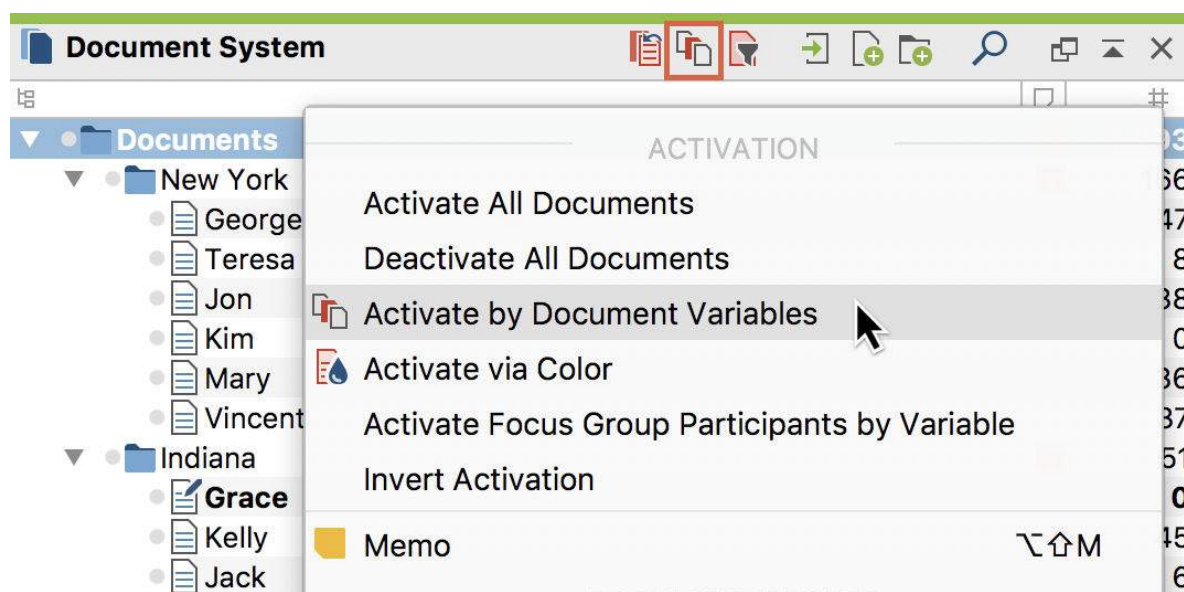 Document System
#
Documents
New York
George
Teresa
Jon
Kim
Mary
Vincent
Indiana
Grace
Kelly
Jack
ACTIVATION
Activate All Documents
Deactivate All Documents
Activate by Document Variables
Activate via Color
Activate Focus Group Participants by Variable
Invert Activation
Memo ⌥⇧M